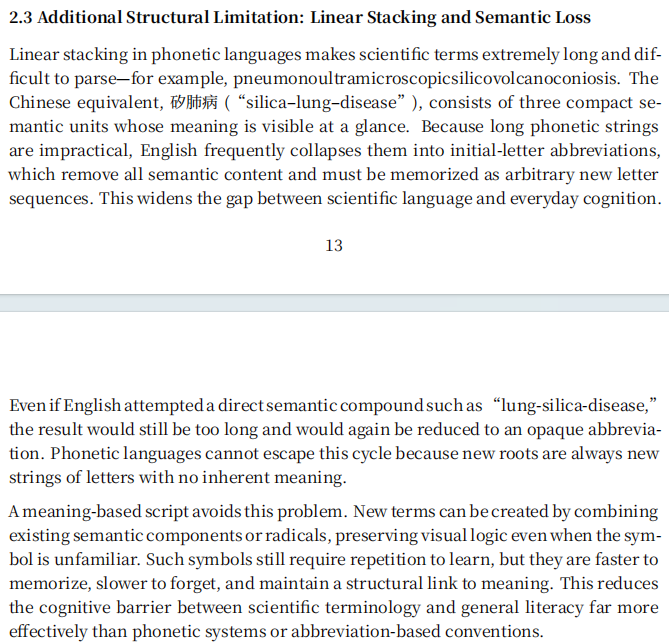 2.3 Additional Structural Limitation: Linear Stacking and Semantic Loss
Linear stacking in phonetic languages makes scientific terms extremely long and dif-
ficult to parse—for example, pneumonoultramicroscopicsilicovolcanoconiosis. The
Chinese equivalent, 矽肺病 (“silica–lung–disease”), consists of three compact se-
mantic units whose meaning is visible at a glance. Because long phonetic strings
are impractical, English frequently collapses them into initial-letter abbreviations,
which remove all semantic content and must be memorized as arbitrary new letter
sequences. This widens the gap between scientific language and everyday cognition.
13
Even if English attempted a direct semantic compound such as “lung-silica-disease,”
the result would still be too long and would again be reduced to an opaque abbrevia-
tion. Phonetic languages cannot escape this cycle because new roots are always new
strings of letters with no inherent meaning.
A meaning-based script avoids this problem. New terms can be created by combining
existing semantic components or radicals, preserving visual logic even when the sym-
bol is unfamiliar. Such symbols still require repetition to learn, but they are faster to
memorize, slower to forget, and maintain a structural link to meaning. This reduces
the cognitive barrier between scientific terminology and general literacy far more
effectively than phonetic systems or abbreviation-based conventions.